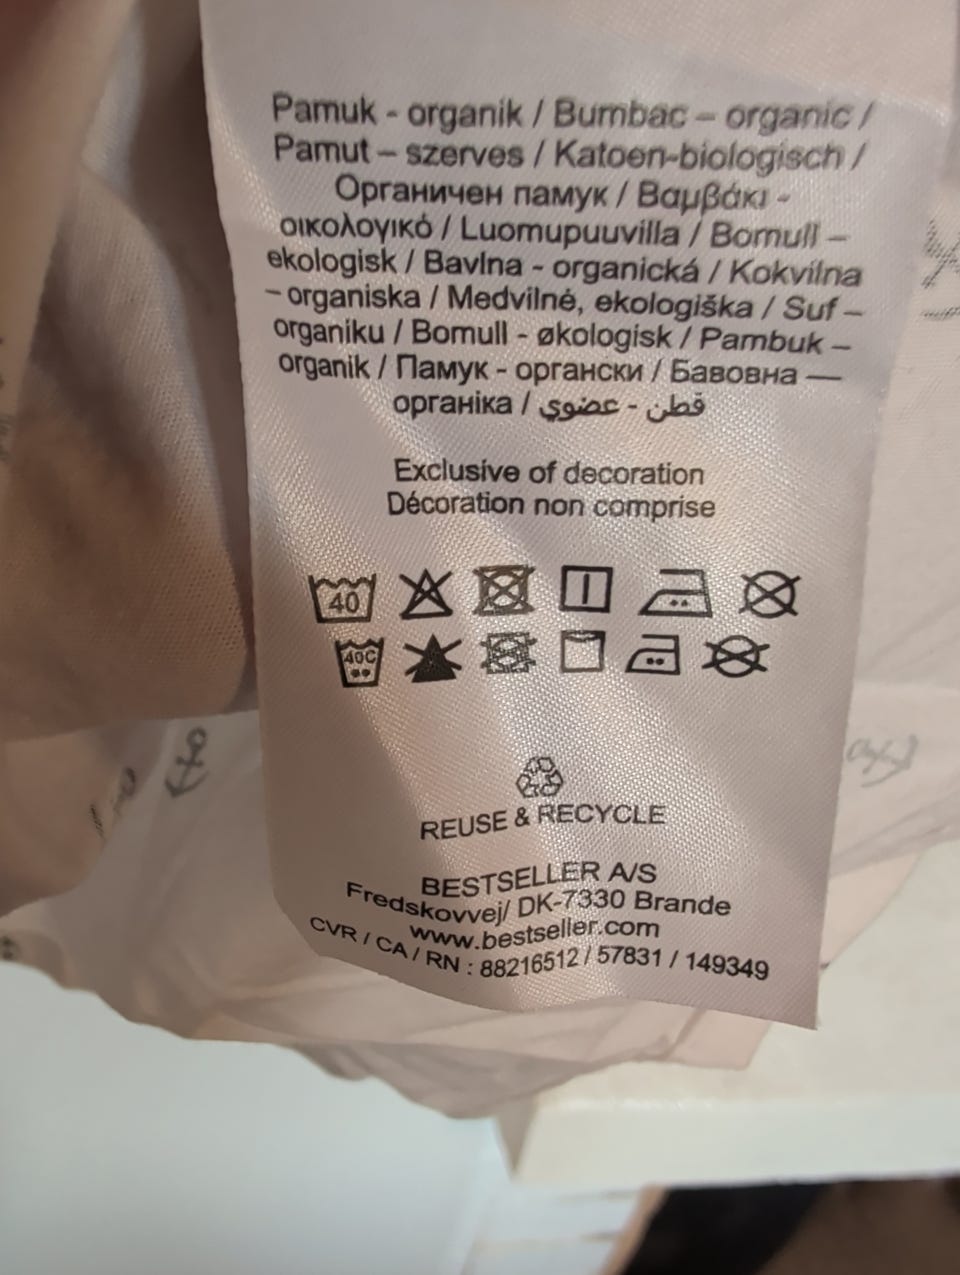 Pamuk - organik / Bumbac – organic /
Pamut – szerves / Katoen-biologisch /
Органичен памук / Βαμβάκι -
οικολογικό / Luomupuuvilla / Bomull –
ekologisk / Bavlna - organická / Kokvilna
– organiska / Medvilnė, ekologiška / Suf –
organiku / Bomull - økologisk / Pambuk –
organik / Памук - органски / Бавовна —
органіка / قطن - عضوي
Exclusive of decoration
Décoration non comprise
40
40C
REUSE & RECYCLE
BESTSELLER A/S
Fredskovvej/ DK-7330 Brande
www.bestseller.com
CVR / CA / RN : 88216512 / 57831 / 149349